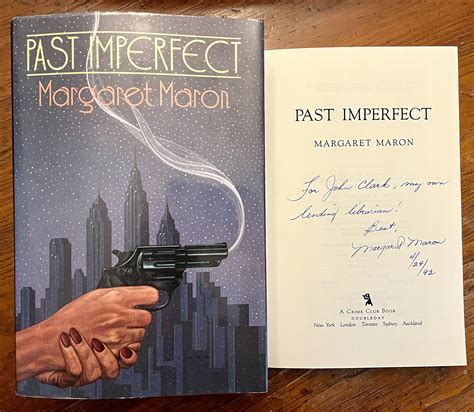 PAST IMPERFECT
Margaret Maron
PAST IMPERFECT
MARGARET MARON
For John Clark, my own
lending librarian!
Best,
Margaret Maron
4/24/92
A CRIME CLUB BOOK
DOUBLEDAY
New York London Toronto Sydney Auckland